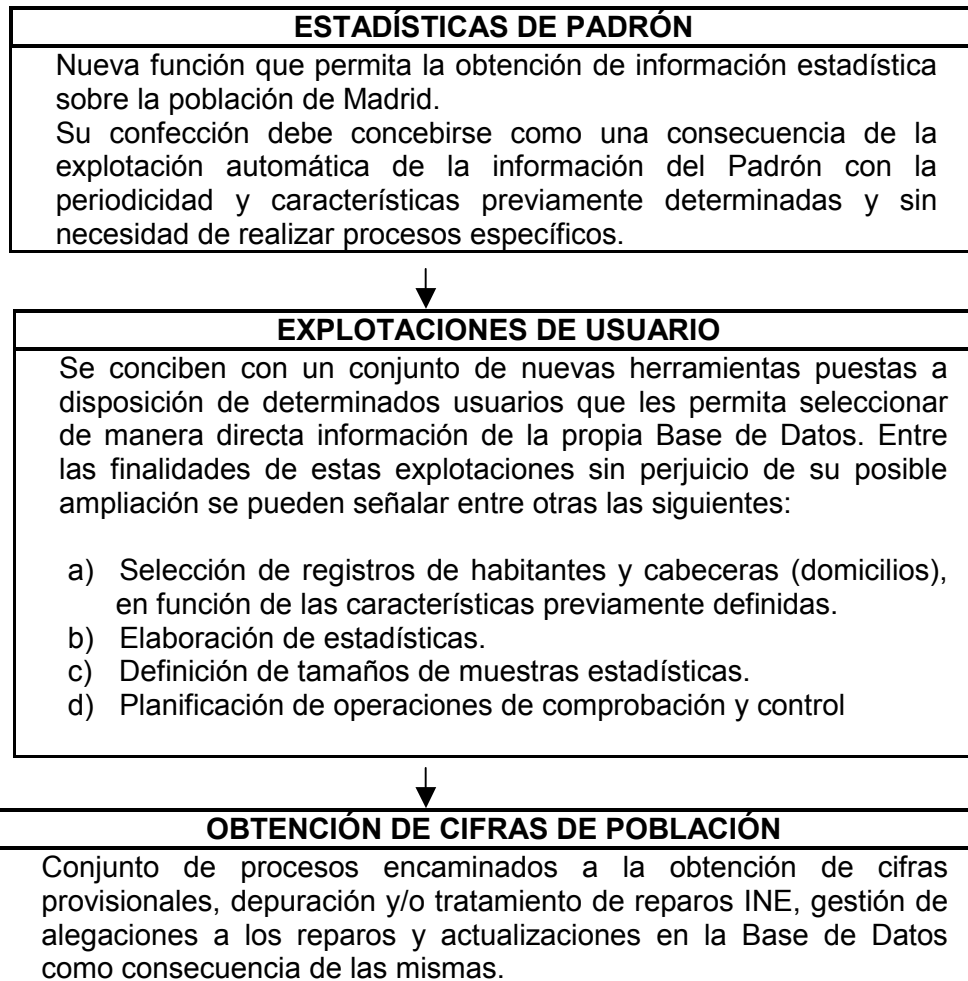 ESTADÍSTICAS DE PADRÓN
Nueva función que permita la obtención de información estadística
sobre la población de Madrid.
Su confección debe concebirse como una consecuencia de la
explotación automática de la información del Padrón con la
periodicidad y características previamente determinadas y sin
necesidad de realizar procesos específicos.
EXPLOTACIONES DE USUARIO
Se conciben con un conjunto de nuevas herramientas puestas a
disposición de determinados usuarios que les permita seleccionar
de manera directa información de la propia Base de Datos. Entre
las finalidades de estas explotaciones sin perjuicio de su posible
ampliación se pueden señalar entre otras las siguientes:
a) Selección de registros de habitantes y cabeceras (domicilios),
en función de las características previamente definidas.
b) Elaboración de estadísticas.
c) Definición de tamaños de muestras estadísticas.
d) Planificación de operaciones de comprobación y control
OBTENCIÓN DE CIFRAS DE POBLACIÓN
Conjunto de procesos encaminados a la obtención de cifras
provisionales, depuración y/o tratamiento de reparos INE, gestión de
alegaciones a los reparos y actualizaciones en la Base de Datos
como consecuencia de las mismas.